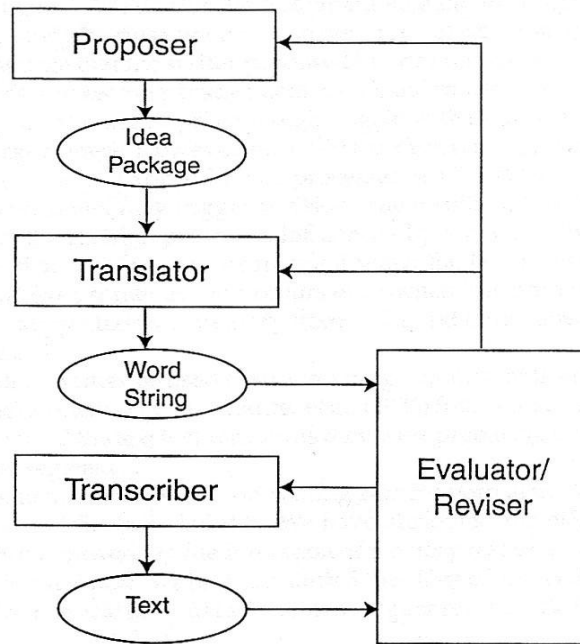 Proposer
Idea
Package
Translator
Word
String
Evaluator/
Reviser
Transcriber
Text